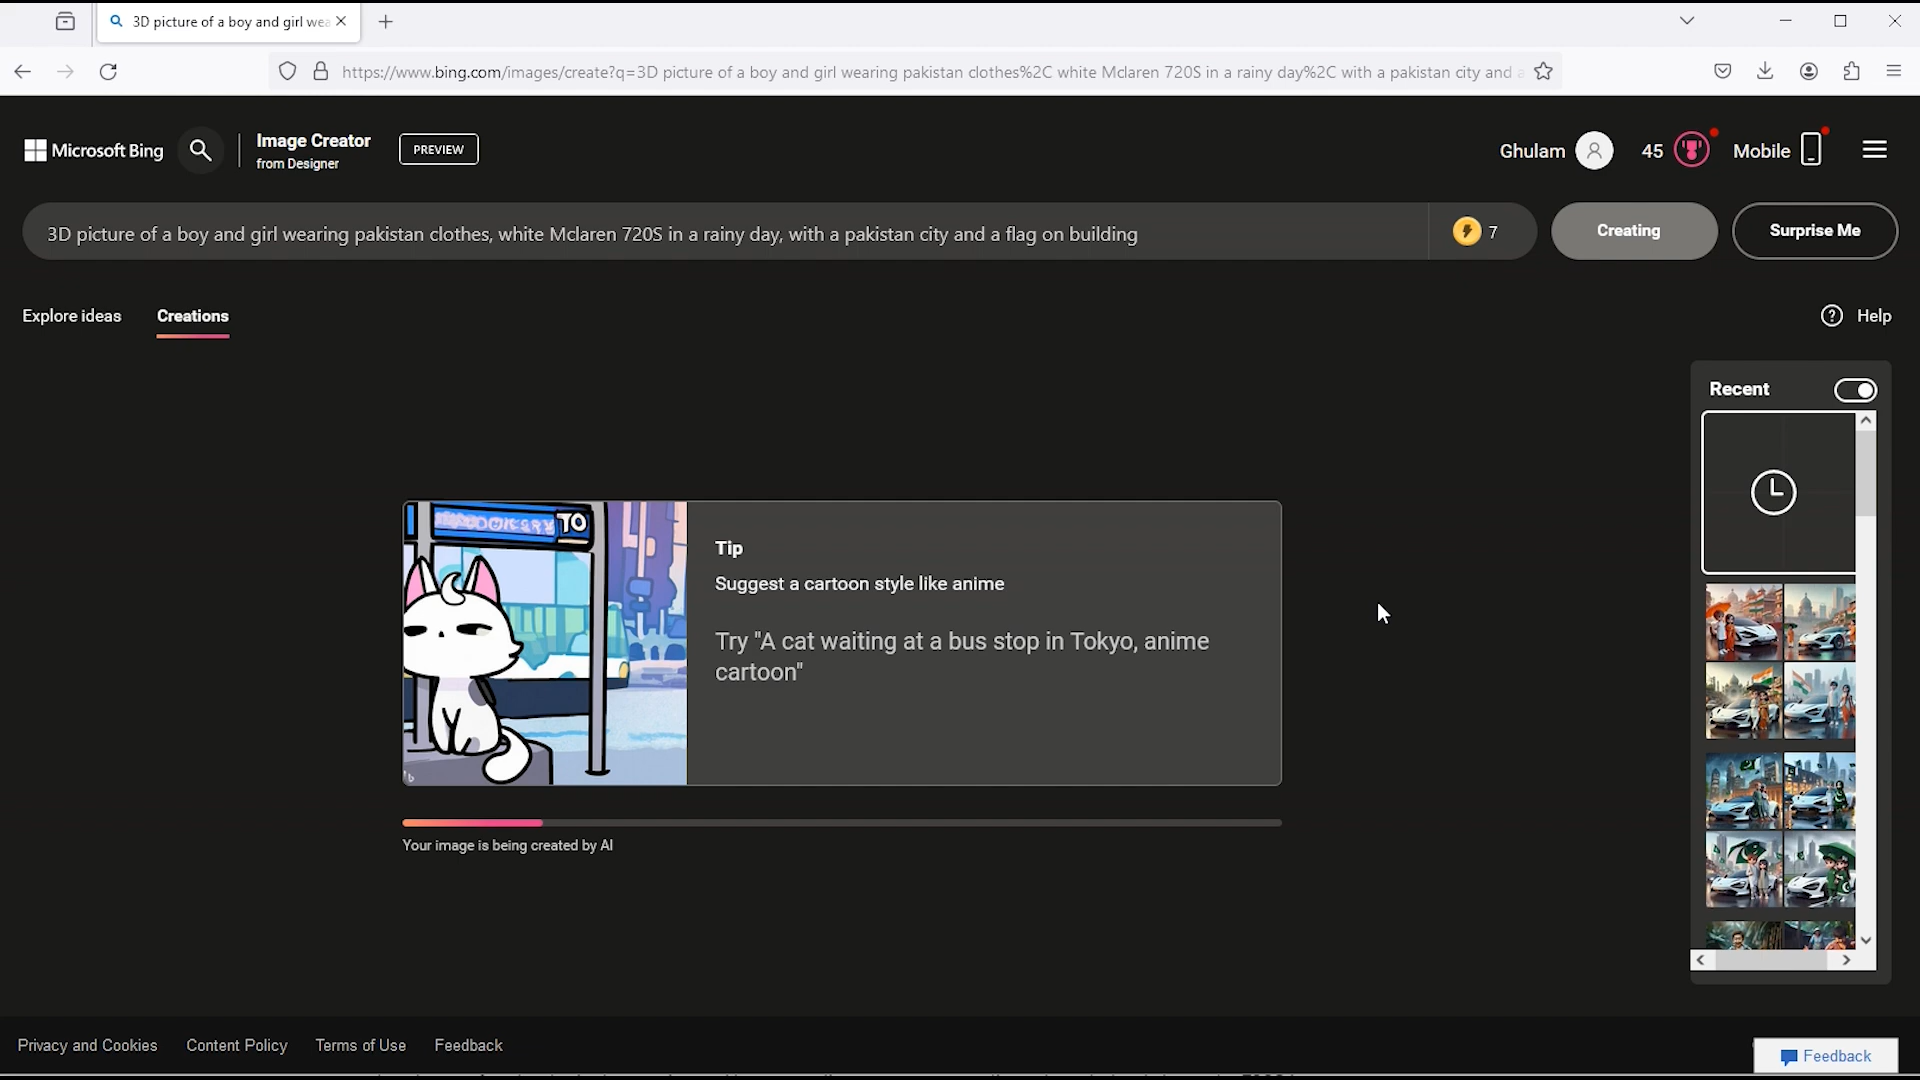 3D picture of a boy and girl wea
https://www.bing.com/images/create?q=3D picture of a boy and girl wearing pakistan clothes%2C white Mclaren 720S in a rainy day%2C with a pakistan city and a
Microsoft Bing
Image Creator
from Designer
PREVIEW
Ghulam
45
Mobile
3D picture of a boy and girl wearing pakistan clothes, white Mclaren 720S in a rainy day, with a pakistan city and a flag on building
7
Creating
Surprise Me
Explore ideas
Creations
Help
Recent
TO
Tip
Suggest a cartoon style like anime
Try "A cat waiting at a bus stop in Tokyo, anime
cartoon"
Your image is being created by AI
Privacy and Cookies
Content Policy
Terms of Use
Feedback
Feedback